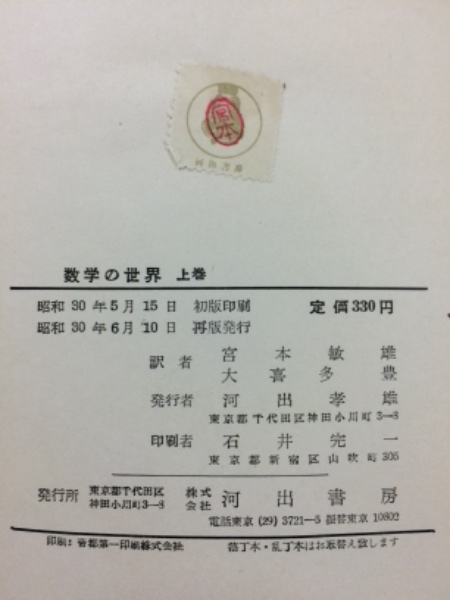 宮本
河出書房
数学の世界 上巻
昭和 30 年 5 月 15 日 初版印刷 定価 330 円
昭和 30 年 6 月 10 日 再版発行
訳者 宮本敏雄
大喜多豊
発行者 河出孝雄
東京都千代田区神田小川町 3―8
印刷者 石井完一
東京都新宿区山吹町 305
発行所 東京都千代田区神田小川町 3―8 株式会社 河出書房
電話東京 (29) 3721―5 振替東京 10802
印刷: 帝都第一印刷株式会社 落丁本・乱丁本はお取替え致します